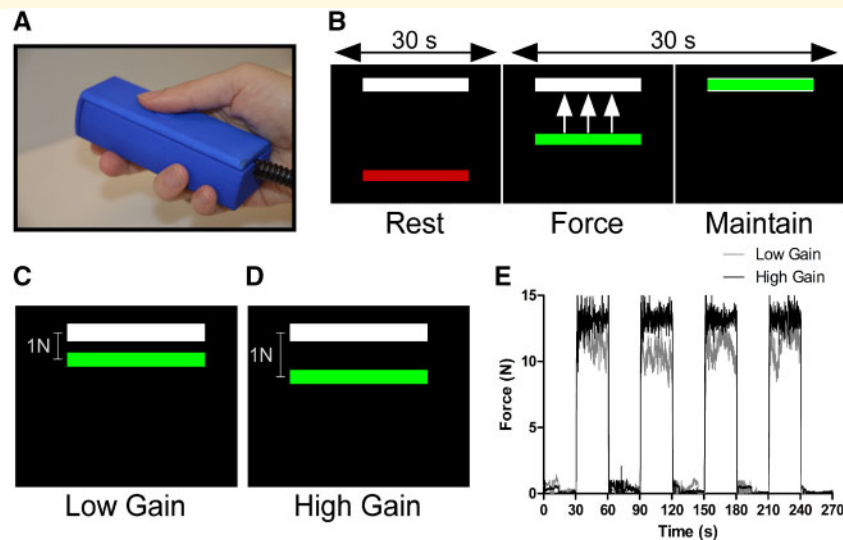 A
B
30 s
30 s
Rest
Force
Maintain
C
D
E
1N
1N
Low Gain
High Gain
Low Gain
High Gain
Force (N)
15
10
5
0
0 30 60 90 120 150 180 210 240 270
Time (s)